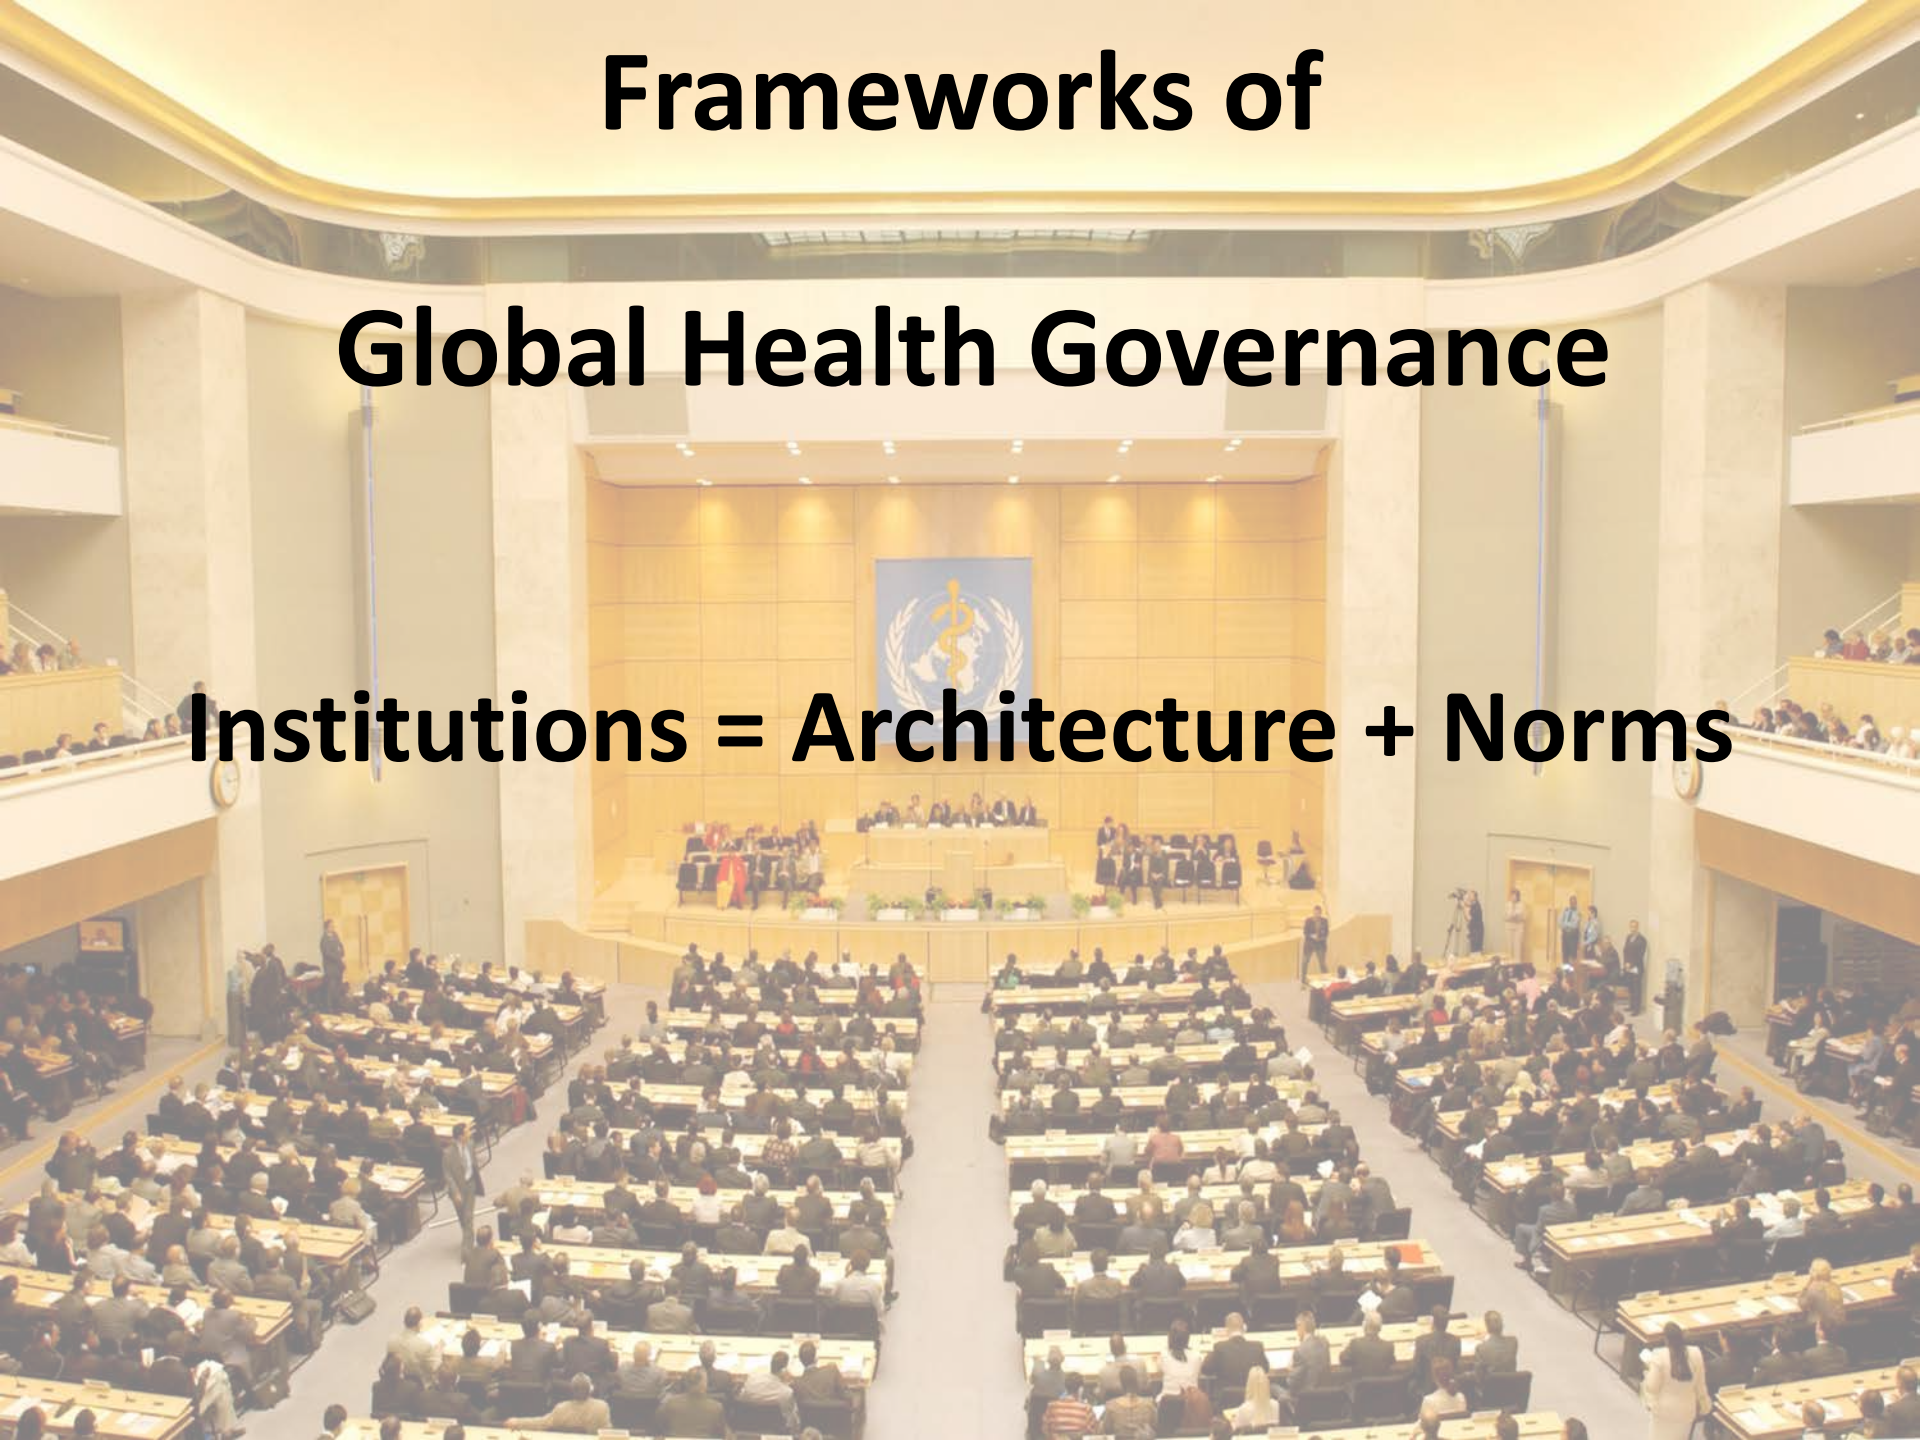 Frameworks of
Global Health Governance
Institutions = Architecture + Norms